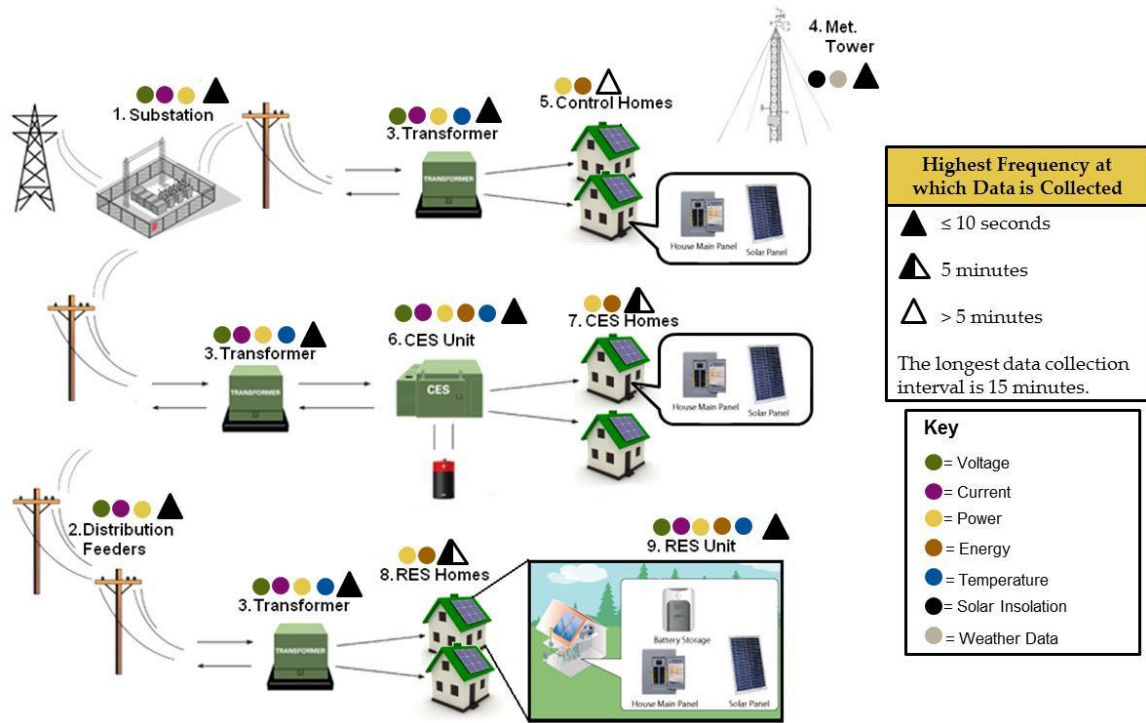 4. Met.
Tower
1. Substation
3.Transformer
TRANSFORMER
5.Control Homes
House Main Panel
Solar Panel
Highest Frequency at
which Data is Collected
≤ 10 seconds
5 minutes
> 5 minutes
The longest data collection
interval is 15 minutes.
3.Transformer
TRANSFORMER
6.CES Unit
CES
7. CES Homes
House Main Panel
Solar Panel
Key
= Voltage
= Current
= Power
= Energy
= Temperature
= Solar Insolation
= Weather Data
2.Distribution
Feeders
3.Transformer
TRANSFORMER
8.RES Homes
9. RES Unit
Battery Storage
House Main Panel
Solar Panel